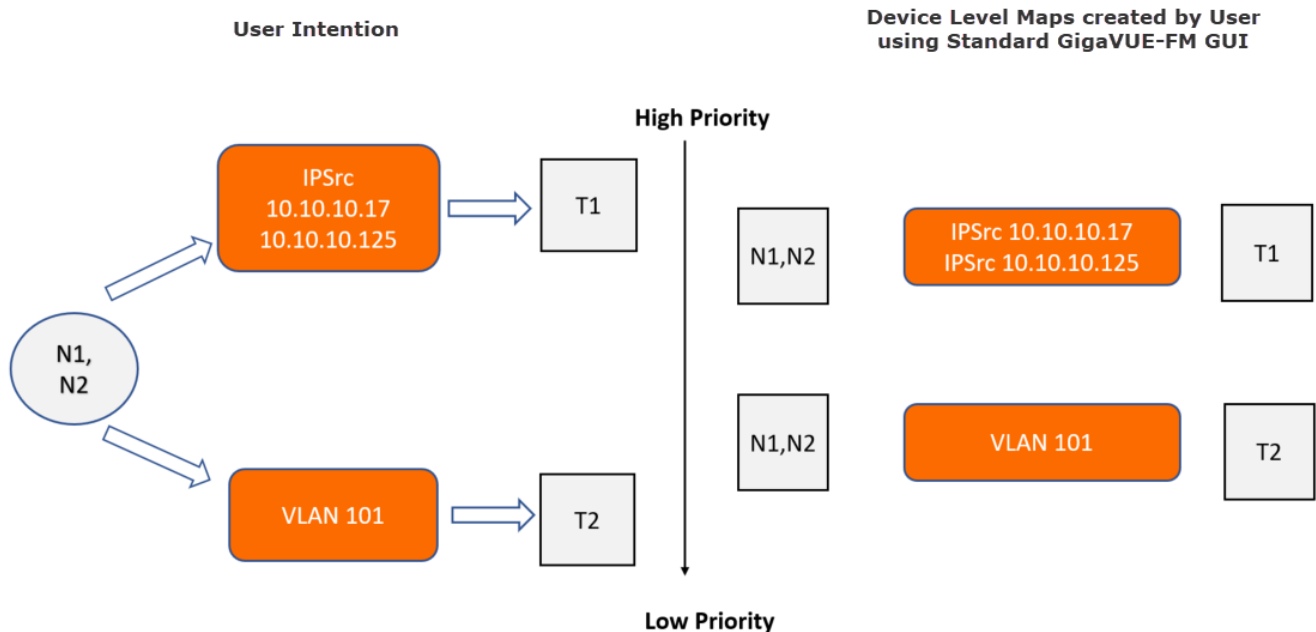 User Intention
Device Level Maps created by User
using Standard GigaVUE-FM GUI
High Priority
IPSrc
10.10.10.17
10.10.10.125
T1
N1,
N2
VLAN 101
T2
N1,N2
IPSrc 10.10.10.17
IPSrc 10.10.10.125
T1
N1,N2
VLAN 101
T2
Low Priority